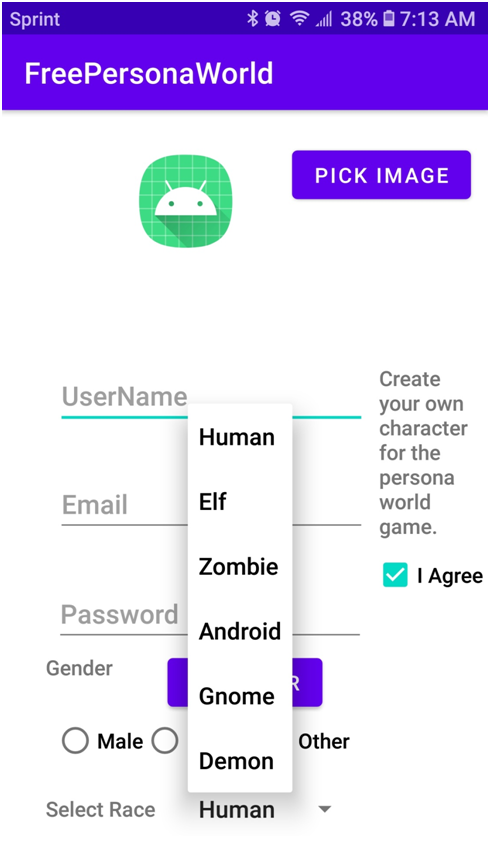 Sprint 38% 7:13 AM
FreePersonaWorld
PICK IMAGE
UserName
Create
your own
character
for the
persona
world
game.
I Agree
Email
Password
Gender
R
Male
Other
Select Race
Human
Human
Elf
Zombie
Android
Gnome
Demon